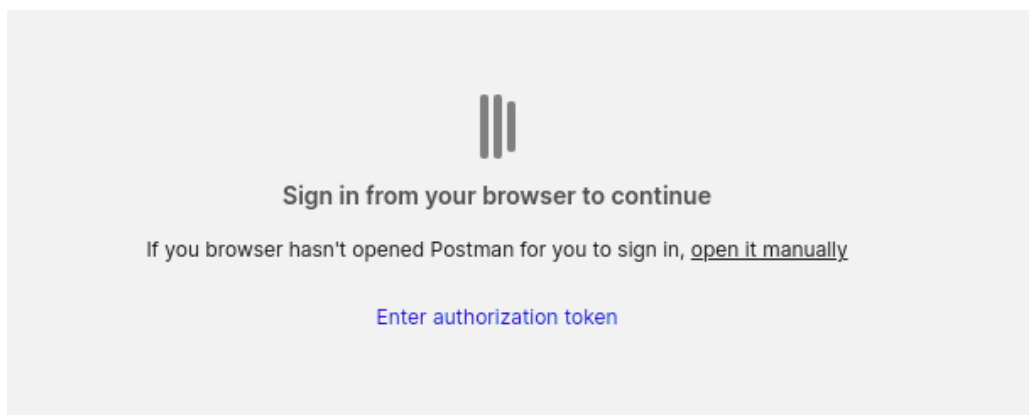 Sign in from your browser to continue
If you browser hasn't opened Postman for you to sign in, open it manually
Enter authorization token